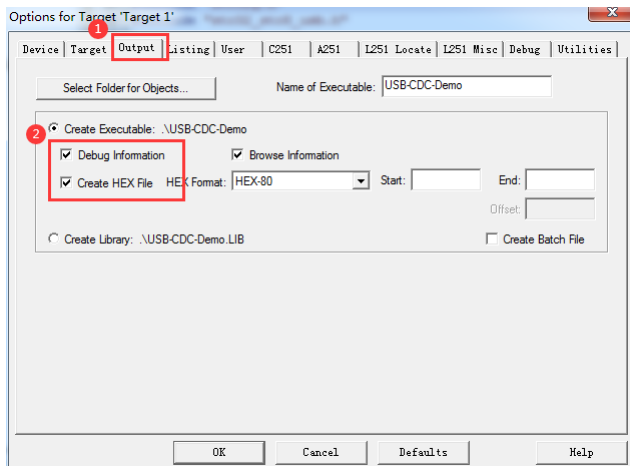 Options for Target 'Target 1'
1
Device Target Output Listing User C251 A251 L251 Locate L251 Misc Debug Utilities
Select Folder for Objects... Name of Executable: USB-CDC-Demo
2
Create Executable: .\USB-CDC-Demo
Debug Information Browse Information
Create HEX File HEX Format: HEX-80 Start: End:
Offset:
Create Library: .\USB-CDC-Demo.LIB Create Batch File
OK Cancel Defaults Help